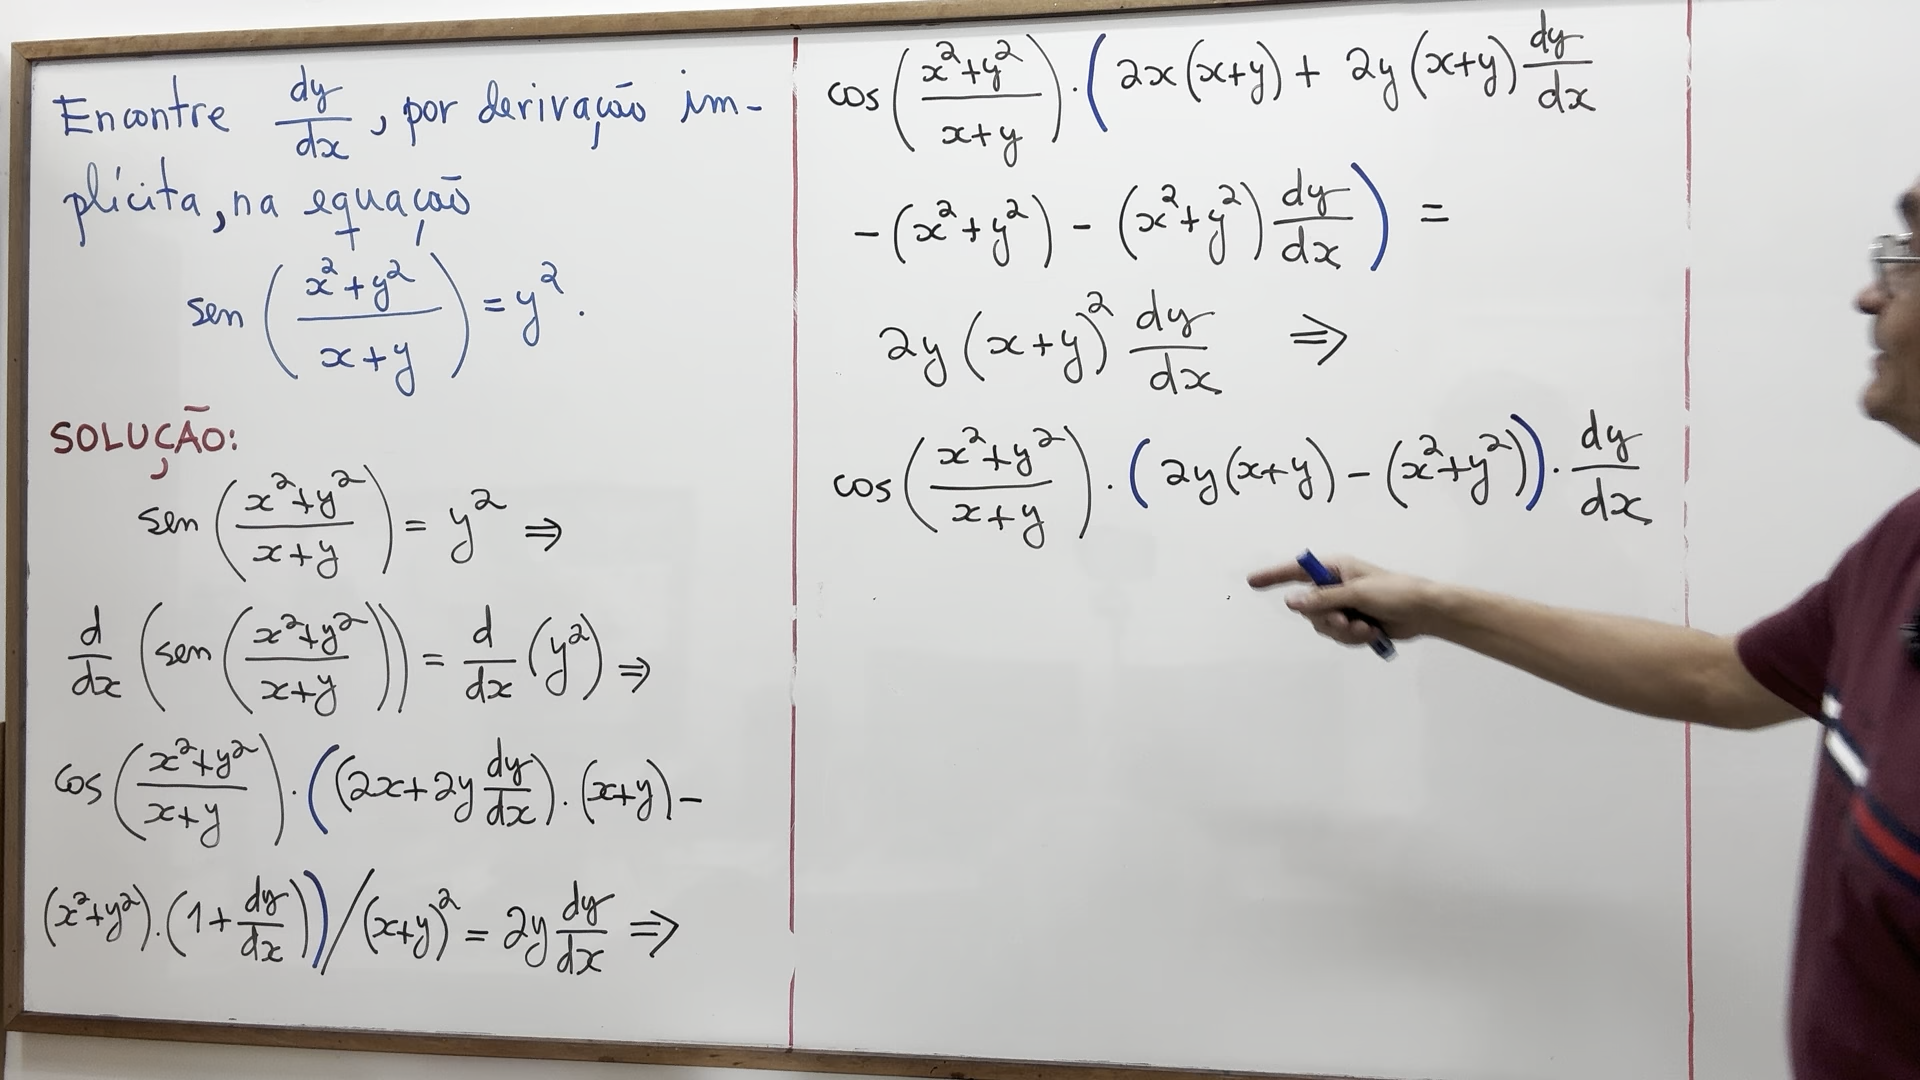 Encontre dy/dx, por derivação im-
plícita, na equação
sen((x²+y²)/(x+y)) = y².
SOLUÇÃO:
sen((x²+y²)/(x+y)) = y² ⇒
d/dx (sen((x²+y²)/(x+y))) = d/dx (y²) ⇒
cos((x²+y²)/(x+y)) · ((2x+2y dy/dx) · (x+y) −
(x²+y²) · (1+dy/dx)) / (x+y)² = 2y dy/dx ⇒
cos((x²+y²)/(x+y)) · (2x(x+y) + 2y(x+y) dy/dx
−(x²+y²) − (x²+y²) dy/dx) =
2y(x+y)² dy/dx ⇒
cos((x²+y²)/(x+y)) · (2y(x+y) − (x²+y²)) · dy/dx